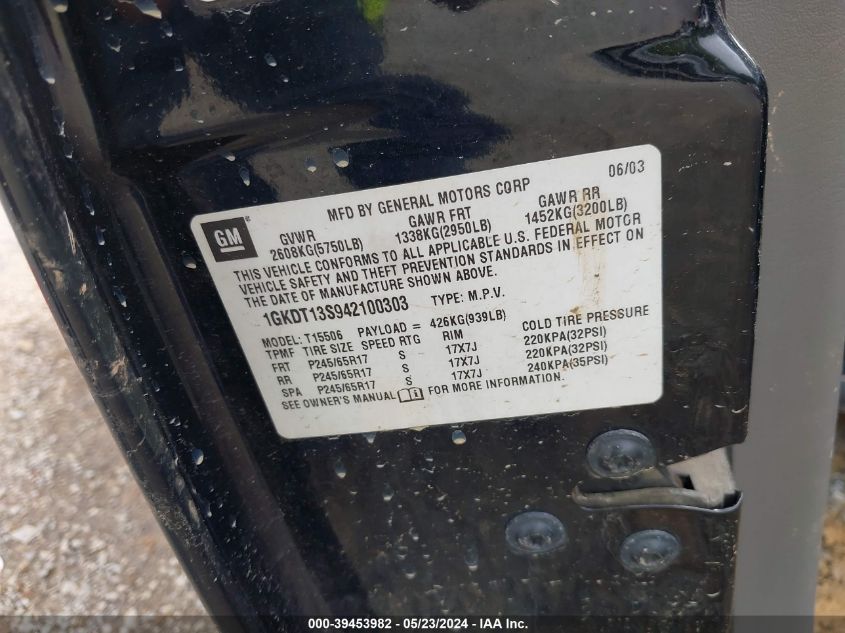 06/03
MFD BY GENERAL MOTORS CORP
GM
GVWR GAWR FRT GAWR RR
2608KG(5750LB) 1338KG(2950LB) 1452KG(3200LB)
THIS VEHICLE CONFORMS TO ALL APPLICABLE U.S. FEDERAL MOTOR
VEHICLE SAFETY AND THEFT PREVENTION STANDARDS IN EFFECT ON
THE DATE OF MANUFACTURE SHOWN ABOVE.
1GKDT13S942100303 TYPE: M.P.V.
MODEL: T15506 PAYLOAD = 426KG(939LB)
TPMF TIRE SIZE SPEED RTG RIM COLD TIRE PRESSURE
FRT P245/65R17 S 17X7J 220KPA(32PSI)
RR P245/65R17 S 17X7J 220KPA(32PSI)
SPA P245/65R17 S 17X7J 240KPA(35PSI)
SEE OWNER'S MANUAL FOR MORE INFORMATION.
000-39453982 - 05/23/2024 - IAA Inc.